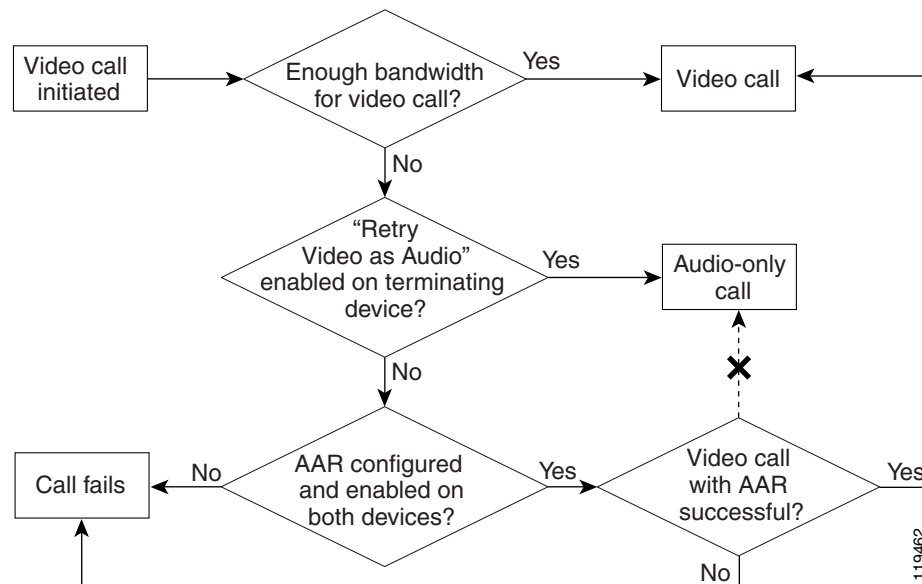 Video call
initiated
Enough bandwidth
for video call?
Yes
Video call
No
“Retry
Video as Audio”
enabled on terminating
device?
Yes
Audio-only
call
No
Call fails
No
AAR configured
and enabled on
both devices?
Yes
Video call
with AAR
successful?
Yes
No
119462